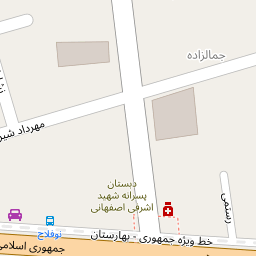 جمالزاده
مهرداد شیر
دبستان
پسرانه شهید
اشرفی اصفهانی
رستمی
نوفلاح
خط ویژه جمهوری - بهارستان
جمهوری اسلامی